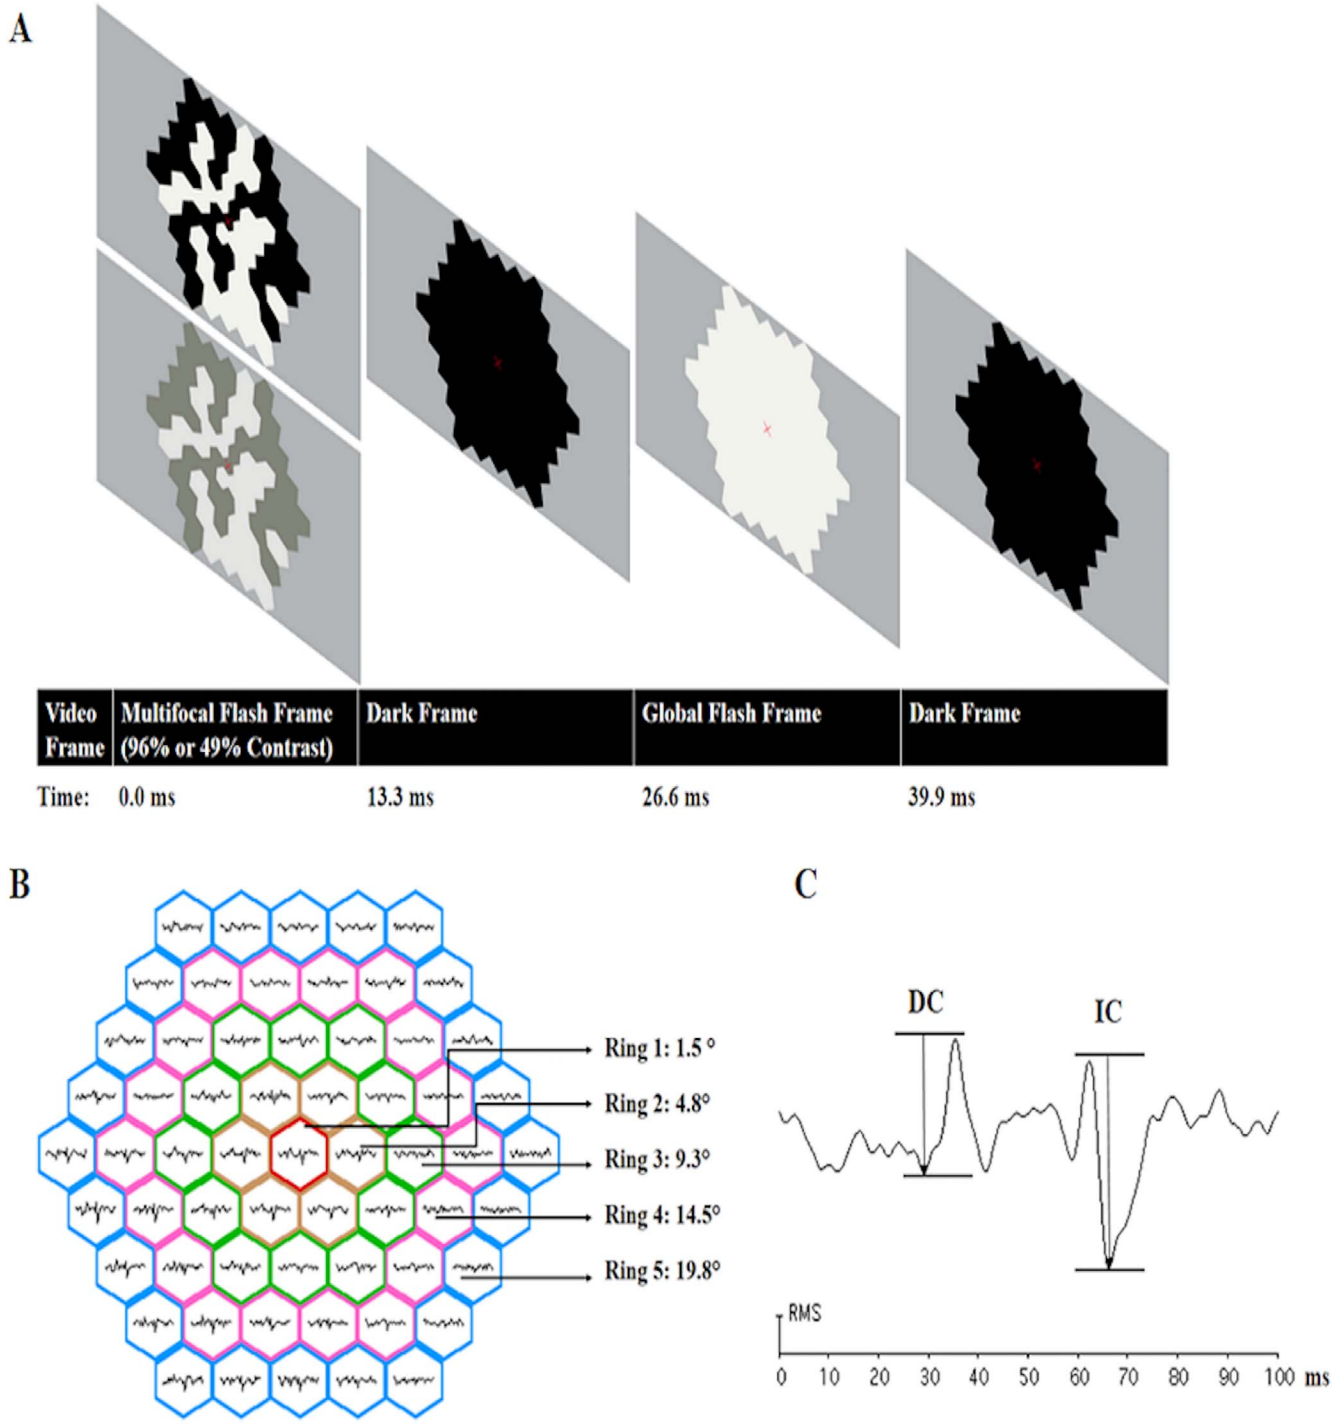 A
Video Frame
Multifocal Flash Frame (96% or 49% Contrast)
Dark Frame
Global Flash Frame
Dark Frame
Time:
0.0 ms
13.3 ms
26.6 ms
39.9 ms
B
Ring 1: 1.5 °
Ring 2: 4.8°
Ring 3: 9.3°
Ring 4: 14.5°
Ring 5: 19.8°
C
DC
IC
RMS
0 10 20 30 40 50 60 70 80 90 100 ms